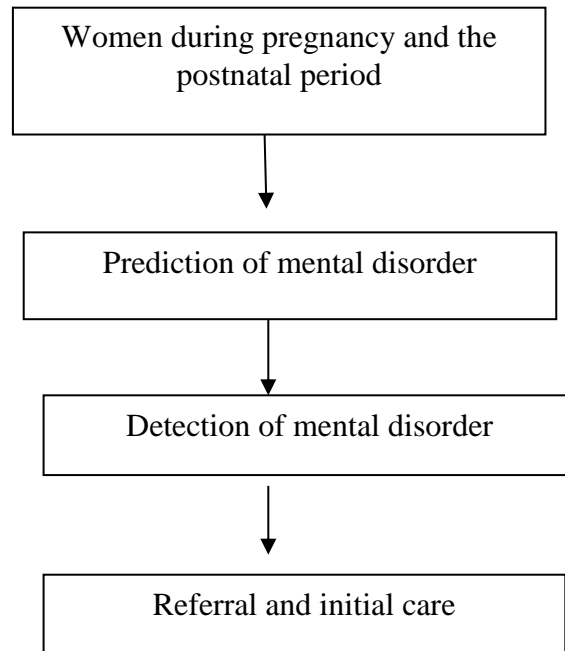 Women during pregnancy and the
postnatal period
Prediction of mental disorder
Detection of mental disorder
Referral and initial care